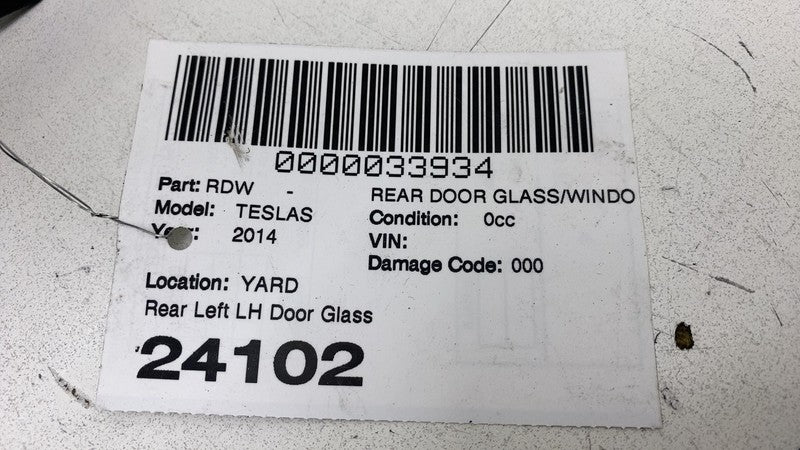 0000033934
Part: RDW - REAR DOOR GLASS/WINDO
Model: TESLAS Condition: 0cc
Year: 2014 VIN:
Damage Code: 000
Location: YARD
Rear Left LH Door Glass
24102